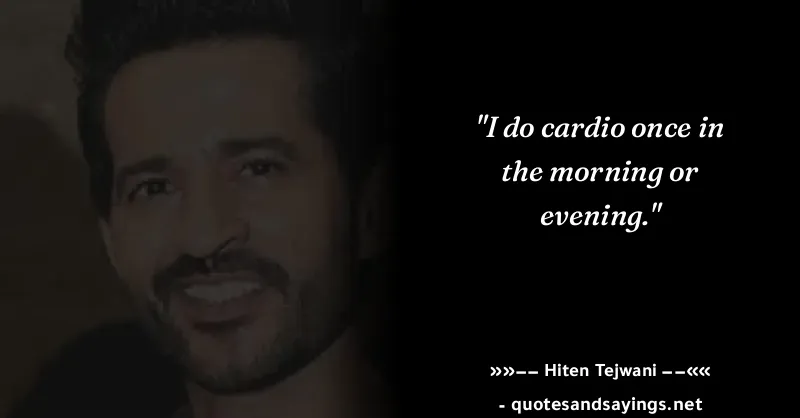 "I do cardio once in
the morning or
evening."
»»–– Hiten Tejwani ––««
- quotesandsayings.net